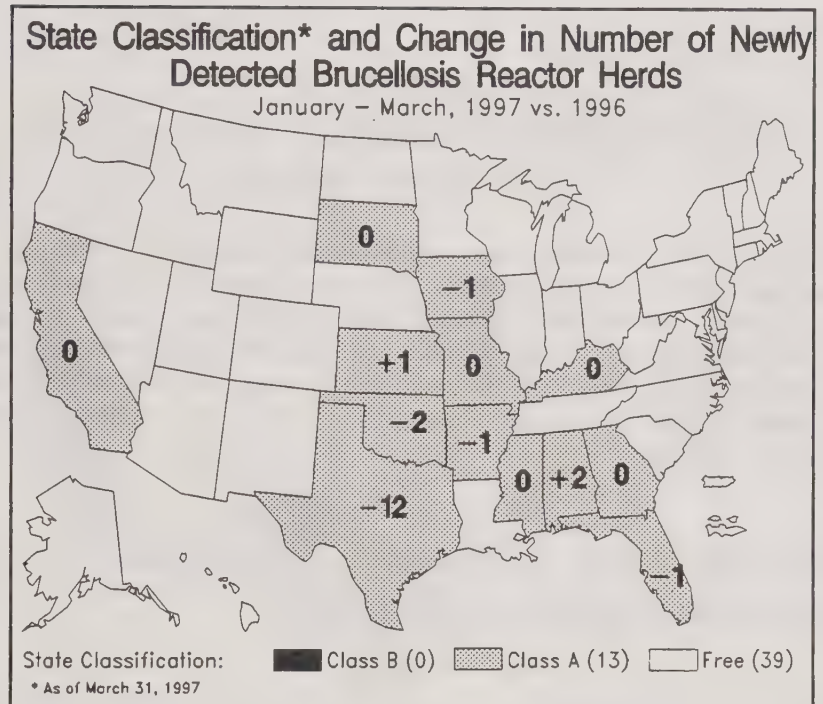 State Classification* and Change in Number of Newly
Detected Brucellosis Reactor Herds
January – March, 1997 vs. 1996
0
−1
0
+1
0
0
−2
−1
0
+2
0
−12
−1
State Classification: Class B (0) Class A (13) Free (39)
* As of March 31, 1997